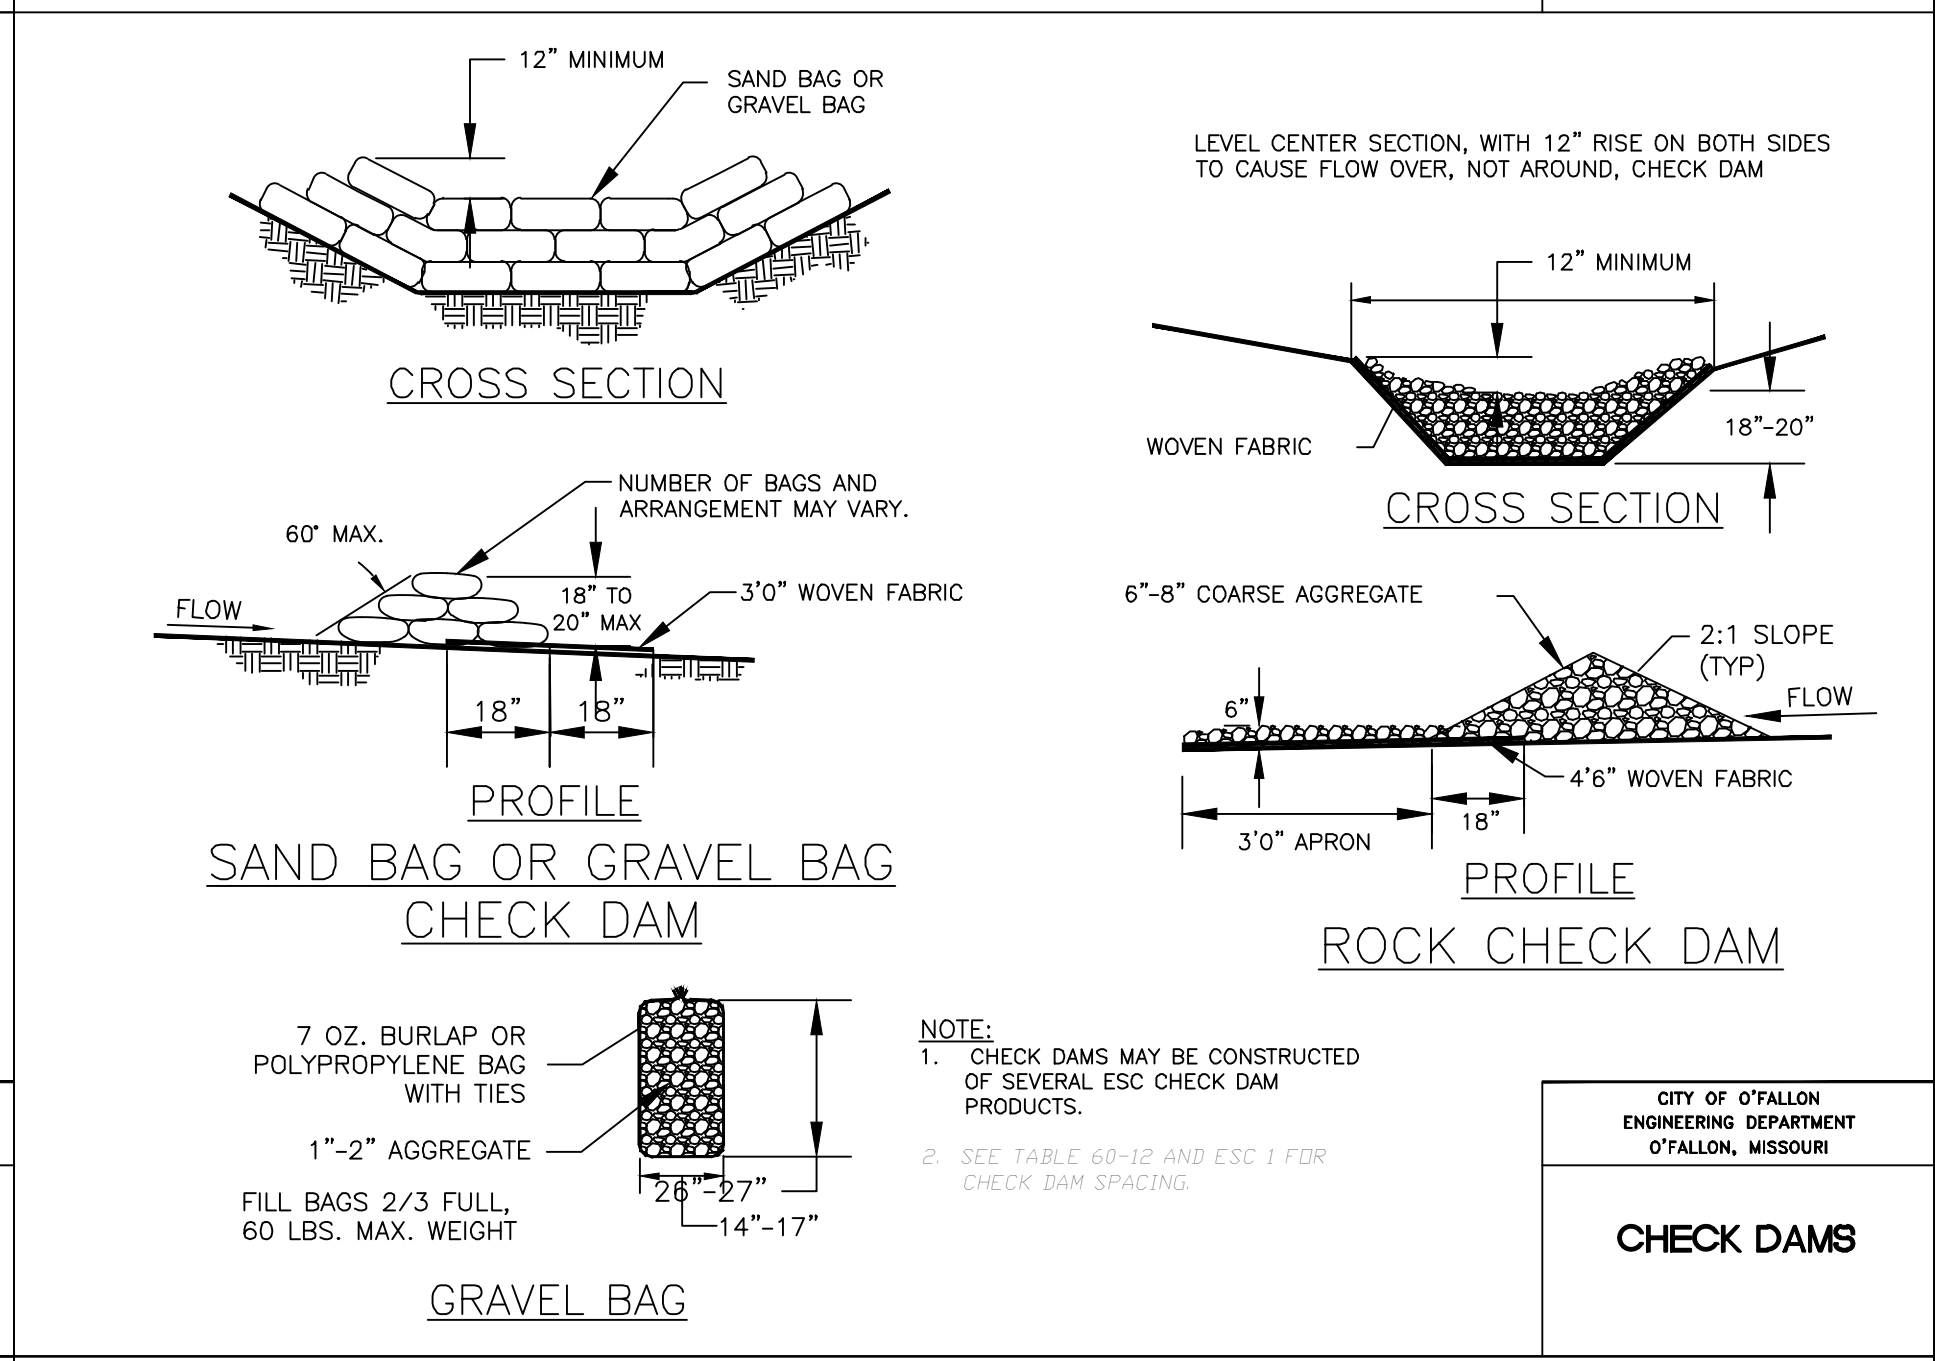 12” MINIMUM
SAND BAG OR
GRAVEL BAG
CROSS SECTION
NUMBER OF BAGS AND
ARRANGEMENT MAY VARY.
60° MAX.
FLOW
18” TO
20” MAX
3'0” WOVEN FABRIC
18”
18”
PROFILE
SAND BAG OR GRAVEL BAG
CHECK DAM
7 OZ. BURLAP OR
POLYPROPYLENE BAG
WITH TIES
1”-2” AGGREGATE
FILL BAGS 2/3 FULL,
60 LBS. MAX. WEIGHT
26”-27”
14”-17”
GRAVEL BAG
LEVEL CENTER SECTION, WITH 12” RISE ON BOTH SIDES
TO CAUSE FLOW OVER, NOT AROUND, CHECK DAM
12” MINIMUM
WOVEN FABRIC
18”-20”
CROSS SECTION
6”-8” COARSE AGGREGATE
2:1 SLOPE
(TYP)
FLOW
6”
4'6” WOVEN FABRIC
18”
3'0” APRON
PROFILE
ROCK CHECK DAM
NOTE:
1. CHECK DAMS MAY BE CONSTRUCTED
OF SEVERAL ESC CHECK DAM
PRODUCTS.
2. SEE TABLE 60-12 AND ESC 1 FOR
CHECK DAM SPACING.
CITY OF O'FALLON
ENGINEERING DEPARTMENT
O'FALLON, MISSOURI
CHECK DAMS